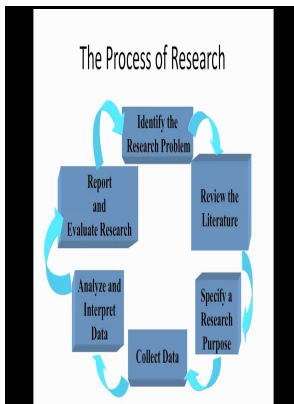 The Process of Research
Identify the
Research Problem
Review the
Literature
Specify a
Research
Purpose
Collect Data
Analyze and
Interpret
Data
Report
and
Evaluate Research